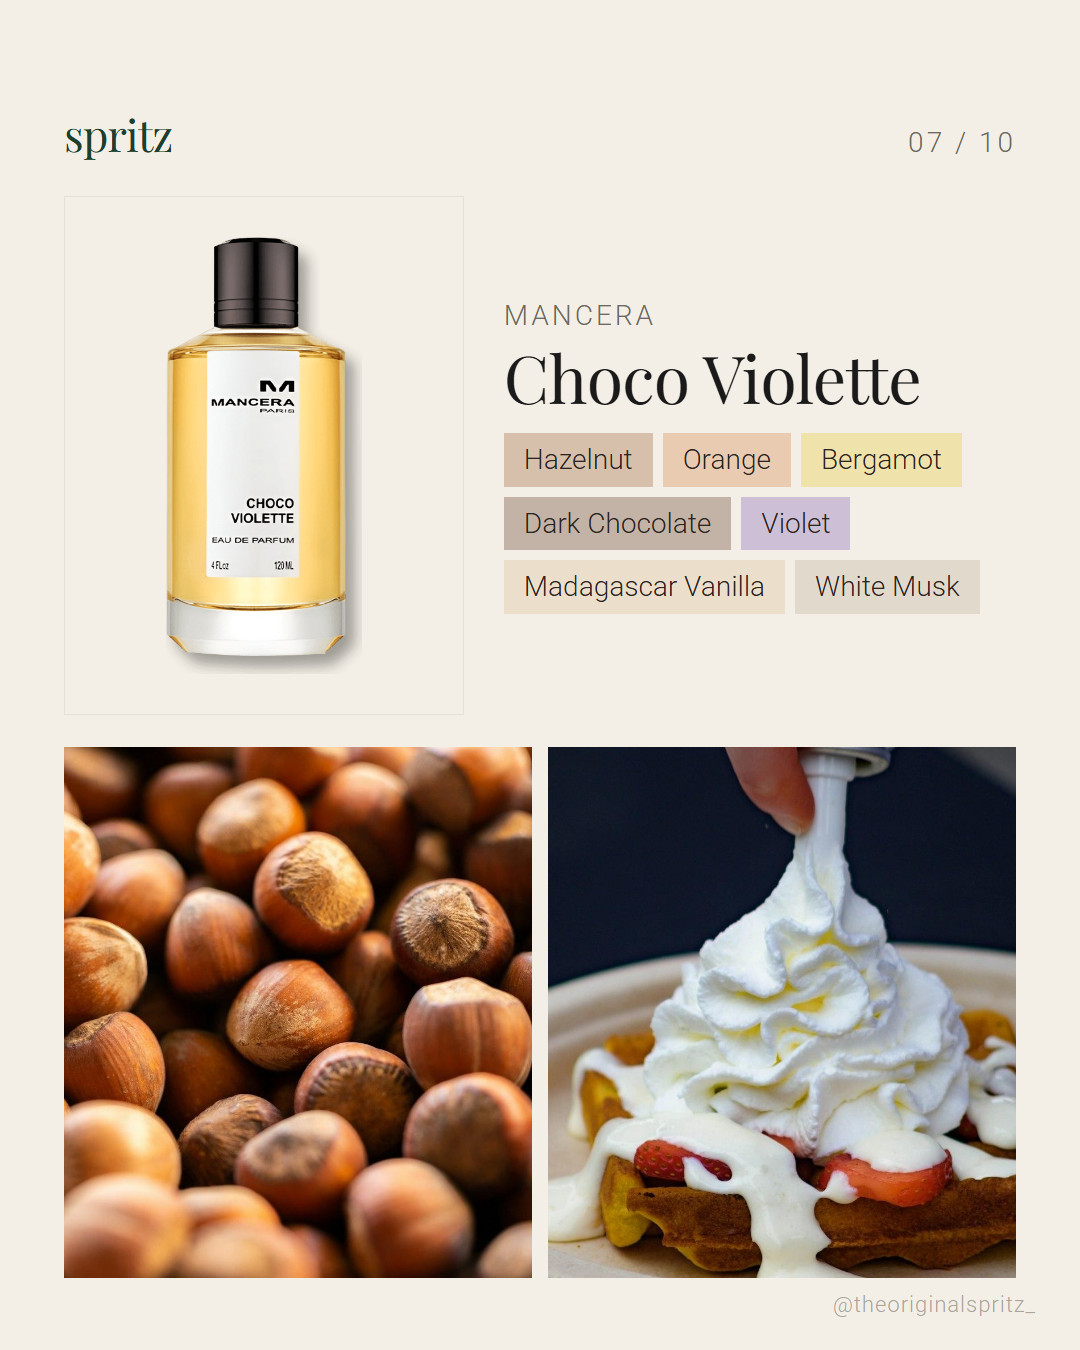 spritz
07 / 10
M
MANCERA
PARIS
CHOCO
VIOLETTE
EAU DE PARFUM
4 FL.oz 120 ML
MANCERA
Choco Violette
Hazelnut Orange Bergamot
Dark Chocolate Violet
Madagascar Vanilla White Musk
@theoriginalspritz_